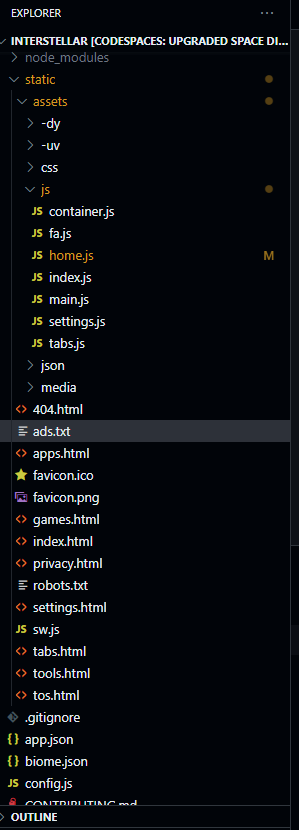 EXPLORER ...
INTERSTELLAR [CODESPACES: UPGRADED SPACE DI...
node_modules
static
assets
-dy
-uv
css
js
JS container.js
JS fa.js
JS home.js M
JS index.js
JS main.js
JS settings.js
JS tabs.js
json
media
<> 404.html
ads.txt
<> apps.html
favicon.ico
favicon.png
<> games.html
<> index.html
<> privacy.html
robots.txt
<> settings.html
JS sw.js
<> tabs.html
<> tools.html
<> tos.html
.gitignore
{} app.json
{} biome.json
JS config.js
CONTRIBUTING.md
OUTLINE